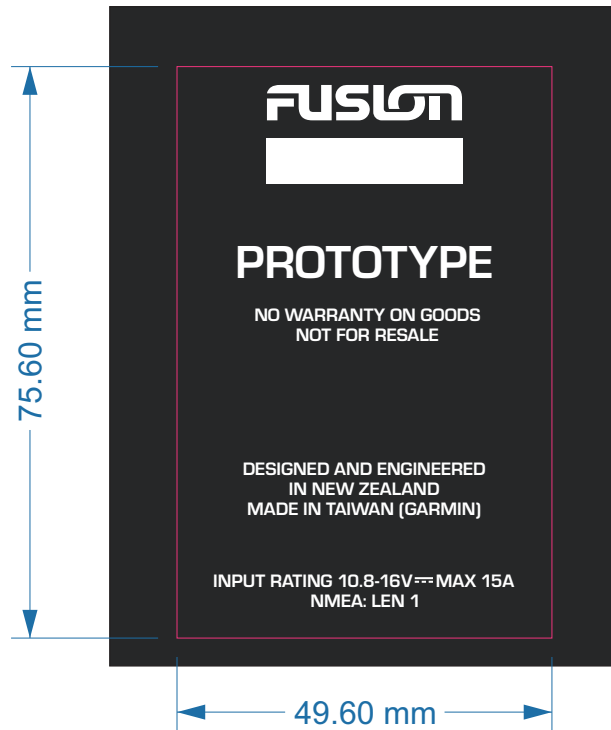 FUSION
PROTOTYPE
NO WARRANTY ON GOODS
NOT FOR RESALE
75.60 mm
DESIGNED AND ENGINEERED
IN NEW ZEALAND
MADE IN TAIWAN (GARMIN)
INPUT RATING 10.8-16V⎓MAX 15A
NMEA: LEN 1
49.60 mm